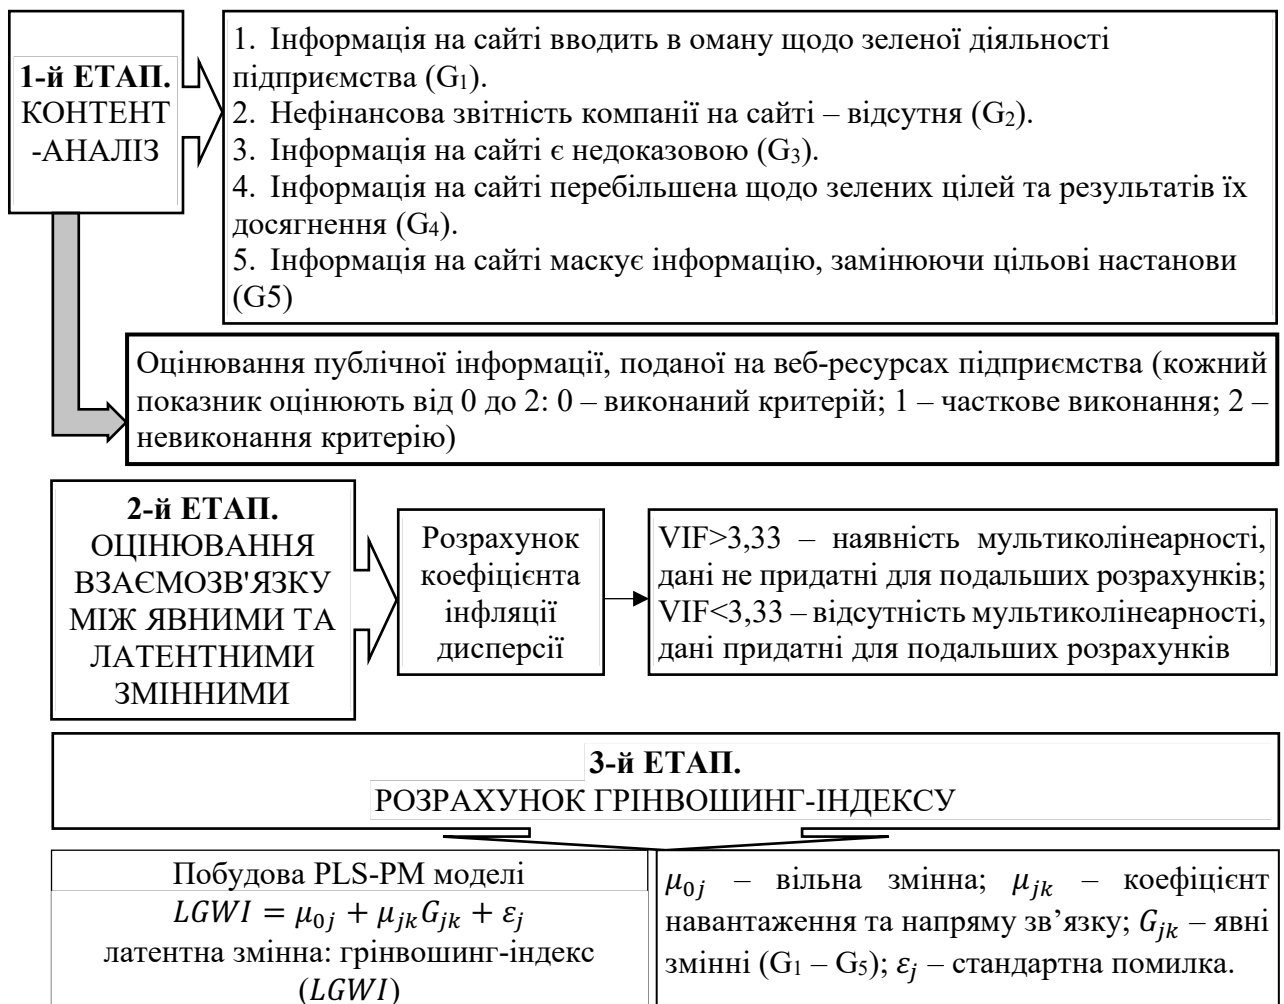 1-й ЕТАП.
КОНТЕНТ
-АНАЛІЗ
1. Інформація на сайті вводить в оману щодо зеленої діяльності
підприємства (G₁).
2. Нефінансова звітність компанії на сайті – відсутня (G₂).
3. Інформація на сайті є недоказовою (G₃).
4. Інформація на сайті перебільшена щодо зелених цілей та результатів їх
досягнення (G₄).
5. Інформація на сайті маскує інформацію, замінюючи цільові настанови
(G5)
Оцінювання публічної інформації, поданої на веб-ресурсах підприємства (кожний
показник оцінюють від 0 до 2: 0 – виконаний критерій; 1 – часткове виконання; 2 –
невиконання критерію)
2-й ЕТАП.
ОЦІНЮВАННЯ
ВЗАЄМОЗВ'ЯЗКУ
МІЖ ЯВНИМИ ТА
ЛАТЕНТНИМИ
ЗМІННИМИ
Розрахунок
коефіцієнта
інфляції
дисперсії
VIF>3,33 – наявність мультиколінеарності,
дані не придатні для подальших розрахунків;
VIF<3,33 – відсутність мультиколінеарності,
дані придатні для подальших розрахунків
3-й ЕТАП.
РОЗРАХУНОК ГРІНВОШИНГ-ІНДЕКСУ
Побудова PLS-PM моделі
𝐿𝐺𝑊𝐼 = 𝜇₀ⱼ + 𝜇ⱼₖ𝐺ⱼₖ + 𝜀ⱼ
латентна змінна: грінвошинг-індекс
(𝐿𝐺𝑊𝐼)
𝜇₀ⱼ – вільна змінна; 𝜇ⱼₖ – коефіцієнт
навантаження та напряму зв’язку; 𝐺ⱼₖ – явні
змінні (G₁ – G₅); 𝜀ⱼ – стандартна помилка.